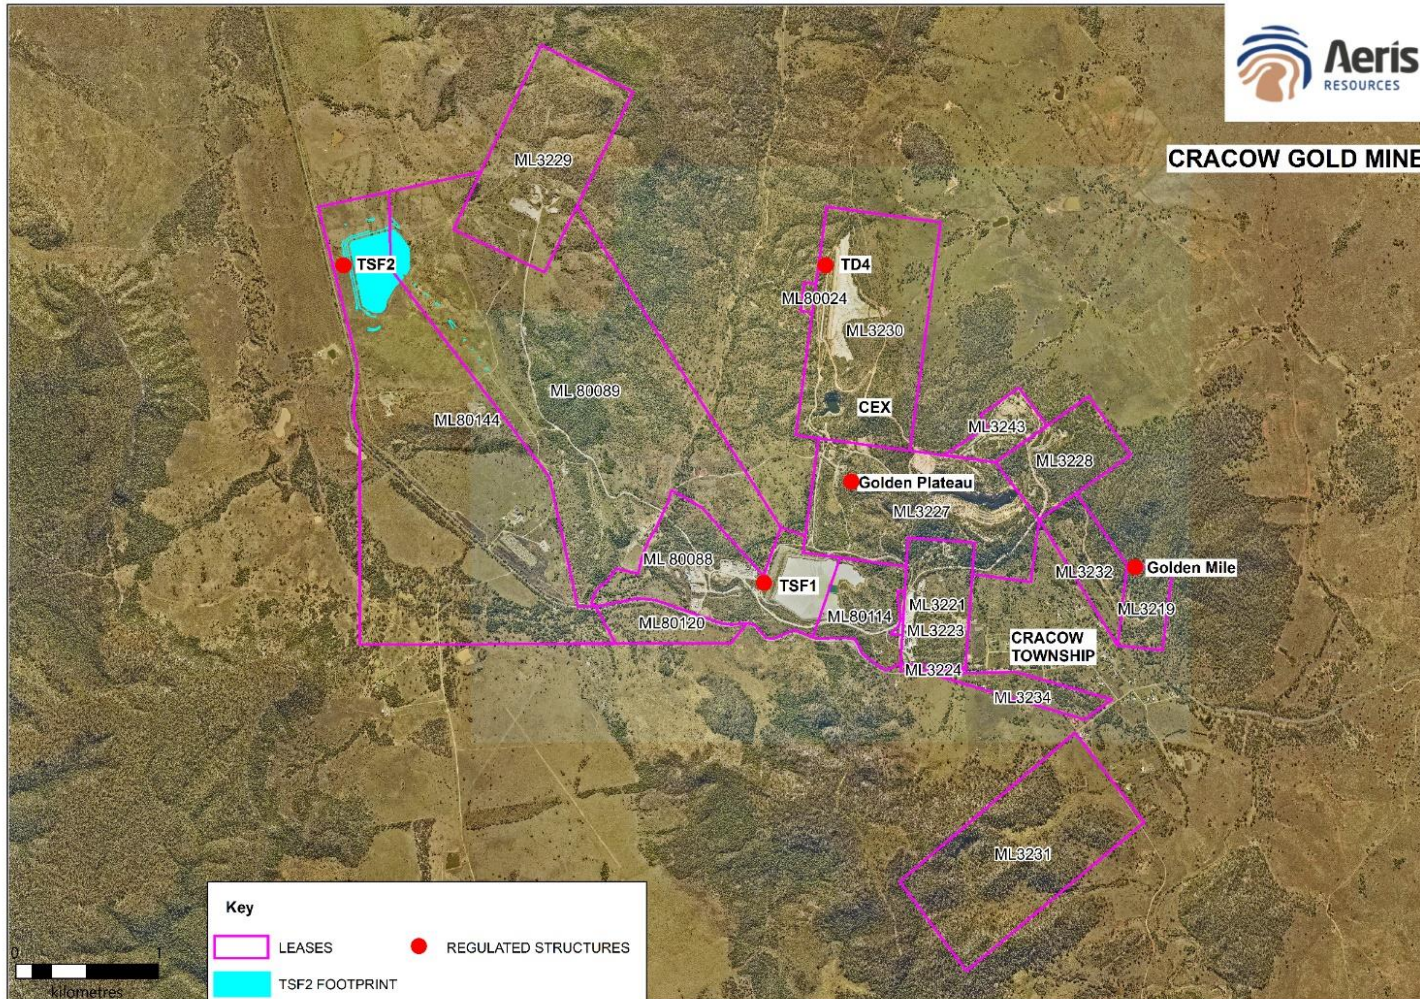 Aeris
RESOURCES
CRACOW GOLD MINE
ML3229
TSF2
TD4
ML80024
ML3230
ML 80089
ML80144
CEX
ML3243
ML3228
Golden Plateau
ML3227
ML 80088
TSF1
ML3232
Golden Mile
ML3219
ML80120
ML80114
ML3221
ML3223
CRACOW
TOWNSHIP
ML3224
ML3234
ML3231
Key
LEASES
REGULATED STRUCTURES
TSF2 FOOTPRINT
0 1
kilometres